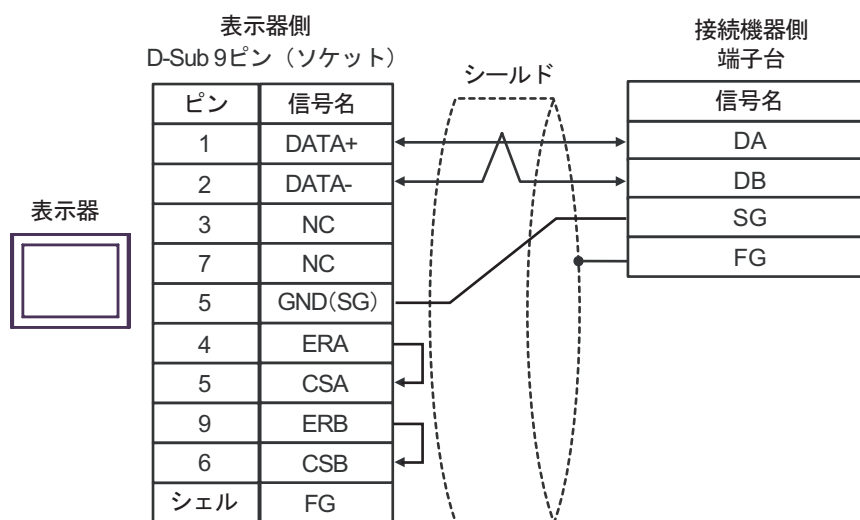 表示器側
D-Sub 9ピン（ソケット）
接続機器側
端子台
シールド
表示器
ピン 信号名
1 DATA+
2 DATA-
3 NC
7 NC
5 GND(SG)
4 ERA
5 CSA
9 ERB
6 CSB
シェル FG
信号名
DA
DB
SG
FG